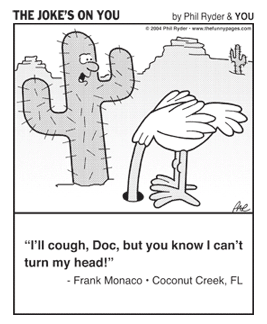 THE JOKE'S ON YOU by Phil Ryder & YOU
© 2004 Phil Ryder - www.thefunnypages.com
"I'll cough, Doc, but you know I can't
turn my head!"
- Frank Monaco • Coconut Creek, FL